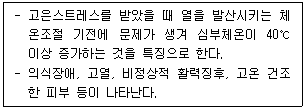 - 고온스트레스를 받았을 때 열을 발산시키는 체
온조절 기전에 문제가 생겨 심부체온이 40℃
이상 증가하는 것을 특징으로 한다.
- 의식장애, 고열, 비정상적 활력징후, 고온 건조
한 피부 등이 나타난다.